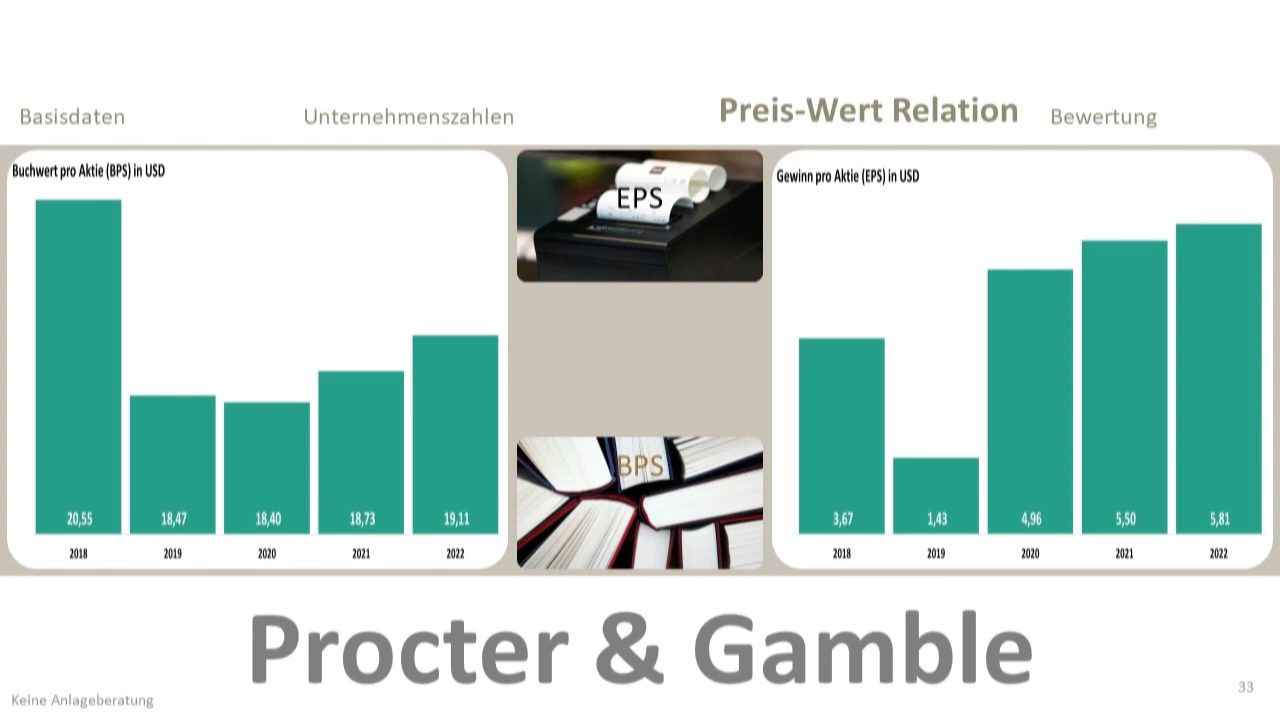 Basisdaten
Unternehmenszahlen
Preis-Wert Relation
Bewertung
Buchwert pro Aktie (BPS) in USD
20,55
18,47
18,40
18,73
19,11
2018
2019
2020
2021
2022
EPS
BPS
Gewinn pro Aktie (EPS) in USD
3,67
1,43
4,96
5,50
5,81
2018
2019
2020
2021
2022
Procter & Gamble
Keine Anlageberatung
33